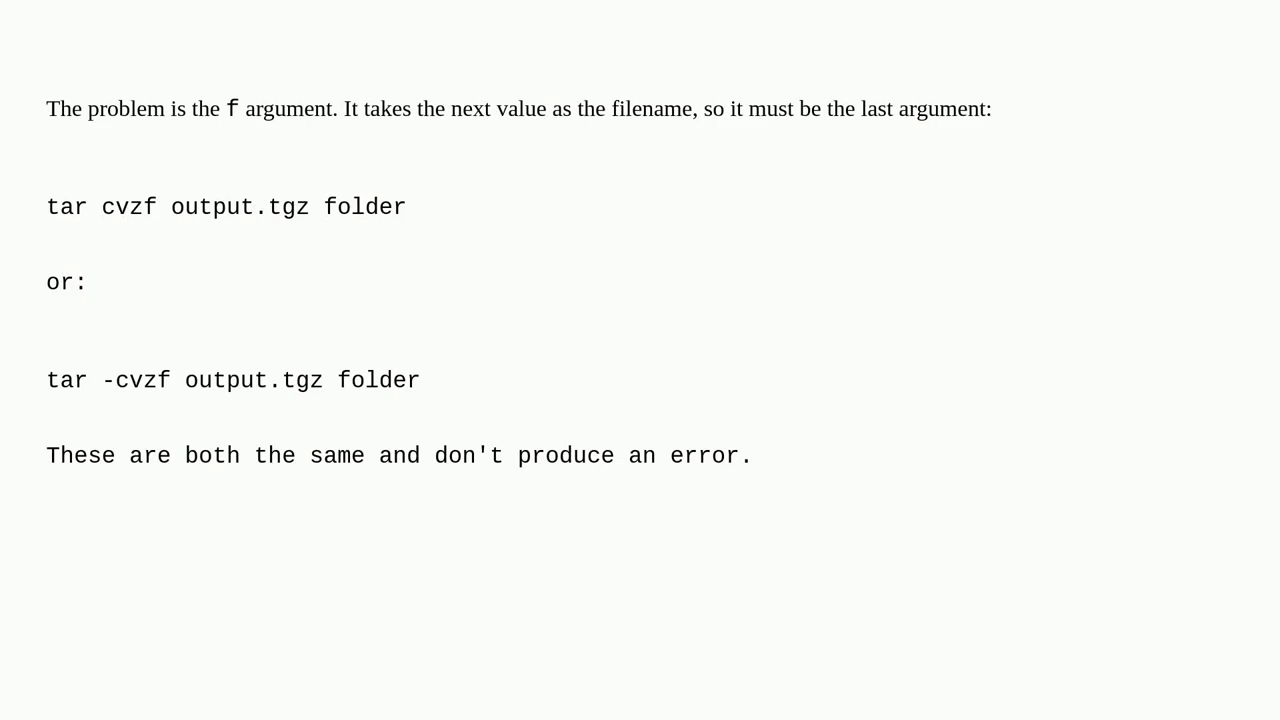 The problem is the f argument. It takes the next value as the filename, so it must be the last argument:
tar cvzf output.tgz folder
or:
tar -cvzf output.tgz folder
These are both the same and don't produce an error.